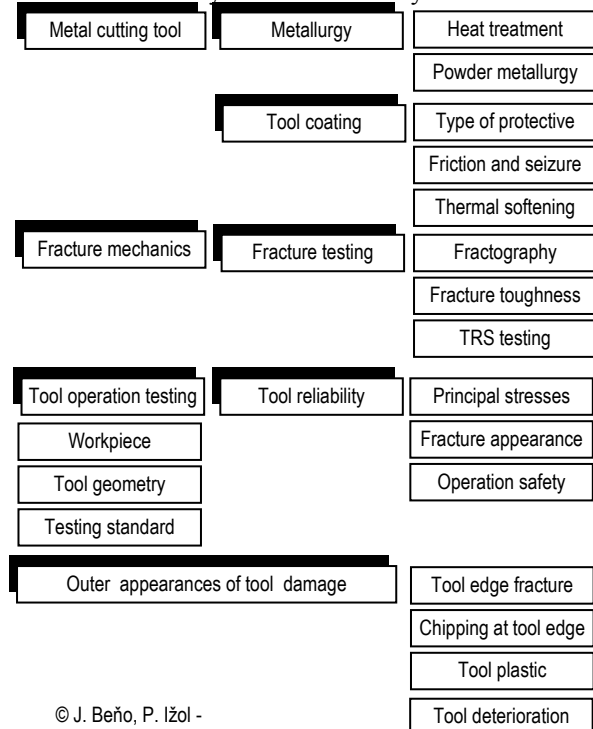 Metal cutting tool
Metallurgy
Heat treatment
Powder metallurgy
Tool coating
Type of protective
Friction and seizure
Thermal softening
Fracture mechanics
Fracture testing
Fractography
Fracture toughness
TRS testing
Tool operation testing
Tool reliability
Principal stresses
Workpiece
Fracture appearance
Tool geometry
Operation safety
Testing standard
Outer appearances of tool damage
Tool edge fracture
Chipping at tool edge
Tool plastic
© J. Beňo, P. Ižol -
Tool deterioration